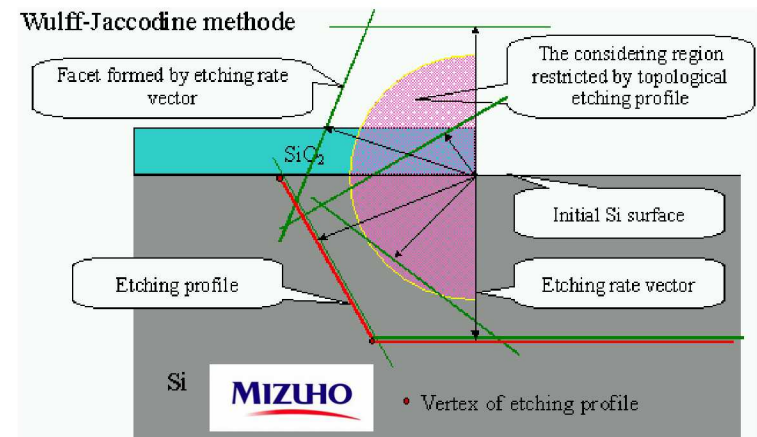 Wulff-Jaccodine methode
Facet formed by etching rate
vector
The considering region
restricted by topological
etching profile
SiO2
Initial Si surface
Etching profile
Etching rate vector
Si
MIZUHO
Vertex of etching profile